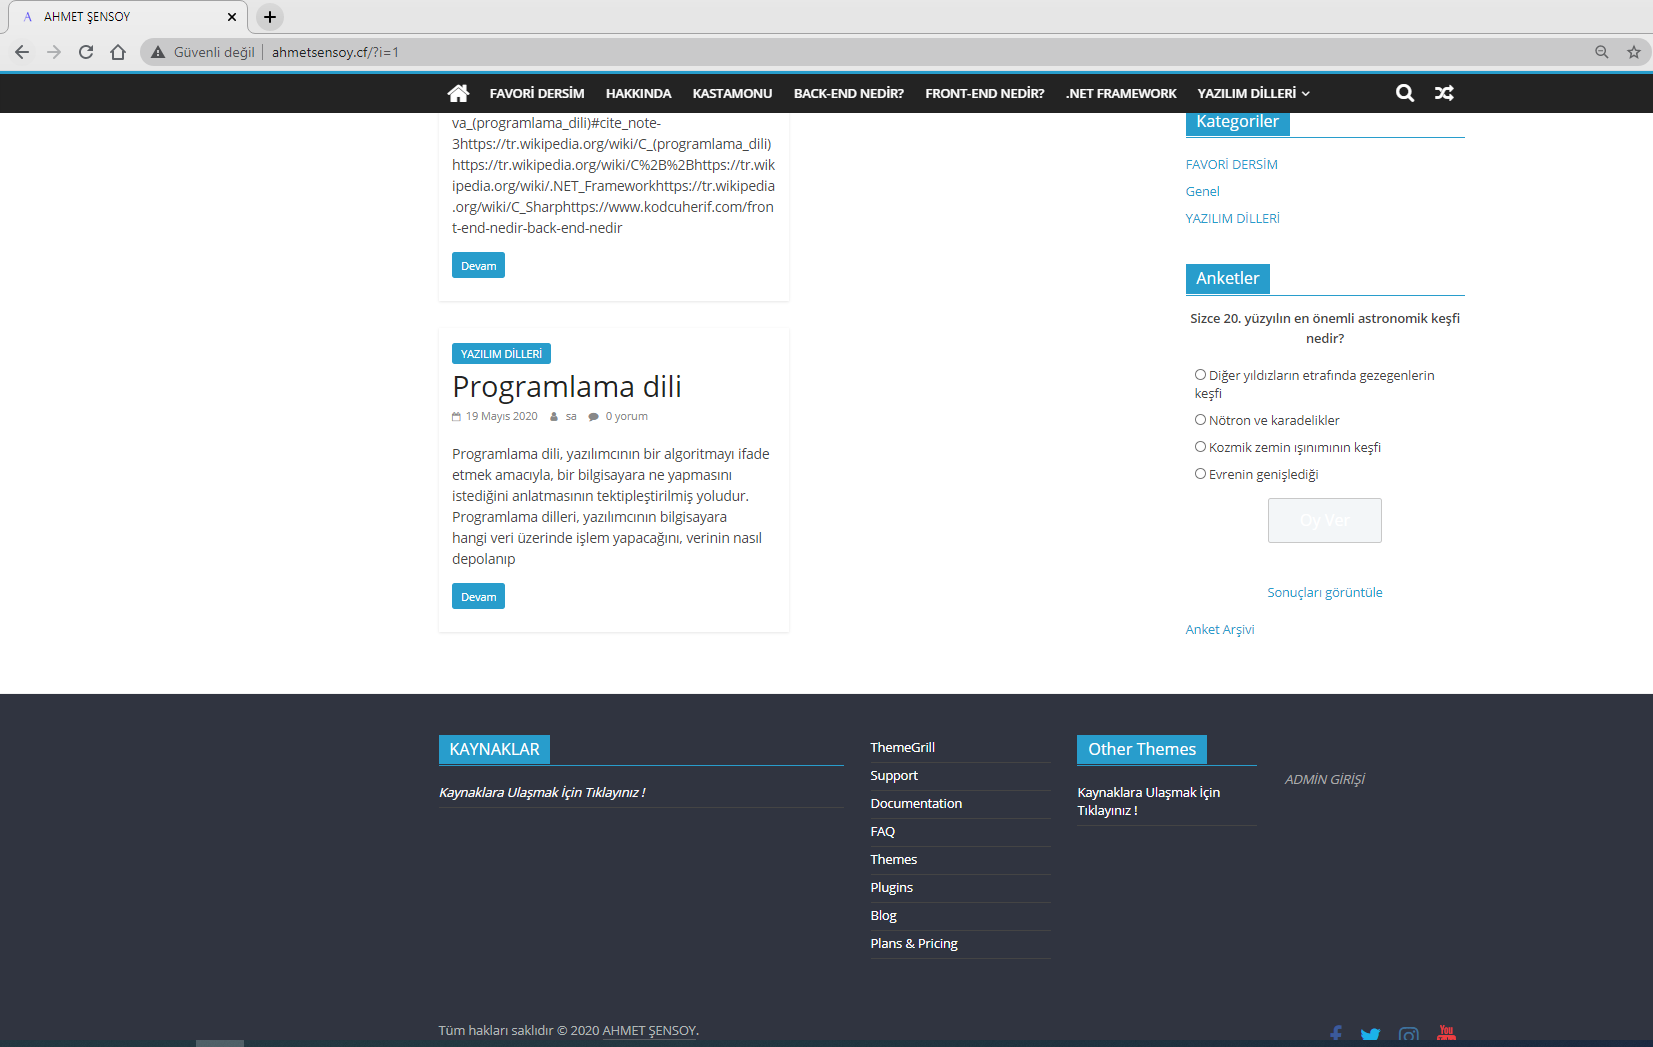 AHMET ŞENSOY
Güvenli değil
ahmetsensoy.cf/?i=1
FAVORİ DERSİM HAKKINDA KASTAMONU BACK-END NEDİR? FRONT-END NEDİR? .NET FRAMEWORK YAZILIM DİLLERİ
va_(programlama_dili)#cite_note-
3https://tr.wikipedia.org/wiki/C_(programlama_dili)
https://tr.wikipedia.org/wiki/C%2B%2Bhttps://tr.wik
ipedia.org/wiki/.NET_Frameworkhttps://tr.wikipedia
.org/wiki/C_Sharphttps://www.kodcuherif.com/fron
t-end-nedir-back-end-nedir
Devam
YAZILIM DİLLERİ
Programlama dili
19 Mayıs 2020 sa 0 yorum
Programlama dili, yazılımcının bir algoritmayı ifade
etmek amacıyla, bir bilgisayara ne yapmasını
istediğini anlatmasının tektipleştirilmiş yoludur.
Programlama dilleri, yazılımcının bilgisayara
hangi veri üzerinde işlem yapacağını, verinin nasıl
depolanıp
Devam
Kategoriler
FAVORİ DERSİM
Genel
YAZILIM DİLLERİ
Anketler
Sizce 20. yüzyılın en önemli astronomik keşfi
nedir?
Diğer yıldızların etrafında gezegenlerin
keşfi
Nötron ve karadelikler
Kozmik zemin ışınımının keşfi
Evrenin genişlediği
Oy Ver
Sonuçları görüntüle
Anket Arşivi
KAYNAKLAR
Kaynaklara Ulaşmak İçin Tıklayınız !
ThemeGrill
Support
Documentation
FAQ
Themes
Plugins
Blog
Plans & Pricing
Other Themes
Kaynaklara Ulaşmak İçin
Tıklayınız !
ADMİN GİRİŞİ
Tüm hakları saklıdır © 2020 AHMET ŞENSOY.
You